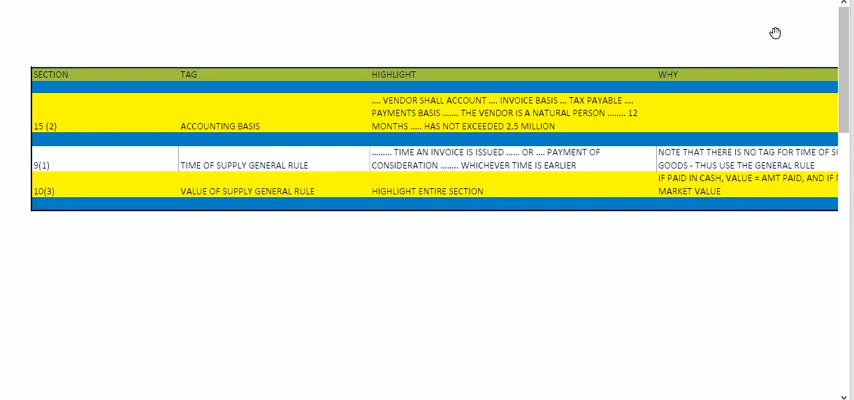 SECTION TAG HIGHLIGHT WHY
.... VENDOR SHALL ACCOUNT .... INVOICE BASIS ... TAX PAYABLE ....
PAYMENTS BASIS ....... THE VENDOR IS A NATURAL PERSON ........ 12
15 (2) ACCOUNTING BASIS MONTHS ..... HAS NOT EXCEEDED 2.5 MILLION
......... TIME AN INVOICE IS ISSUED ...... OR .... PAYMENT OF NOTE THAT THERE IS NO TAG FOR TIME OF
9(1) TIME OF SUPPLY GENERAL RULE CONSIDERATION ........ WHICHEVER TIME IS EARLIER GOODS - THUS USE THE GENERAL RULE
IF PAID IN CASH, VALUE = AMT PAID, AND IF
10(3) VALUE OF SUPPLY GENERAL RULE HIGHLIGHT ENTIRE SECTION MARKET VALUE